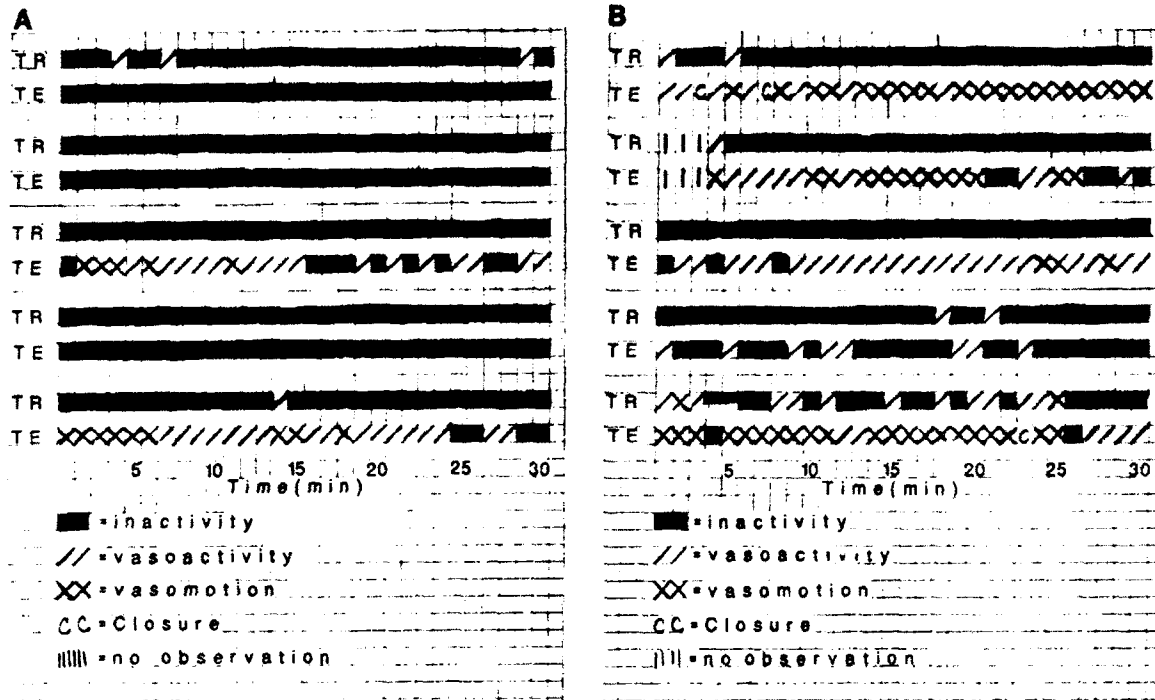 A
TR
TE
TR
TE
TR
TE
TR
TE
TR
TE
5 10 15 20 25 30
Time(min)
=inactivity
=vasoactivity
=vasomotion
CC=Closure
=no observation
B
TR
TE
TR
TE
TR
TE
TR
TE
TR
TE
5 10 15 20 25 30
Time(min)
=inactivity
=vasoactivity
=vasomotion
CC=Closure
=no observation